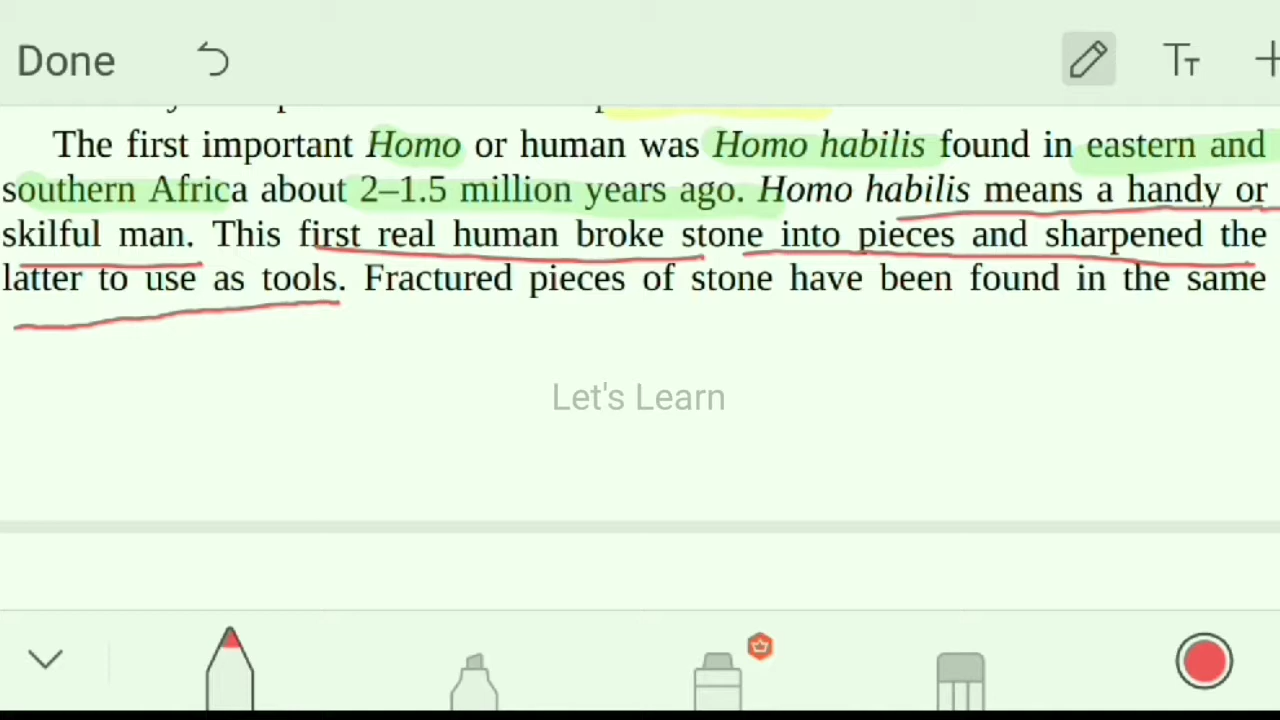 Done
Tт
The first important Homo or human was Homo habilis found in eastern and
southern Africa about 2–1.5 million years ago. Homo habilis means a handy or
skilful man. This first real human broke stone into pieces and sharpened the
latter to use as tools. Fractured pieces of stone have been found in the same
Let's Learn